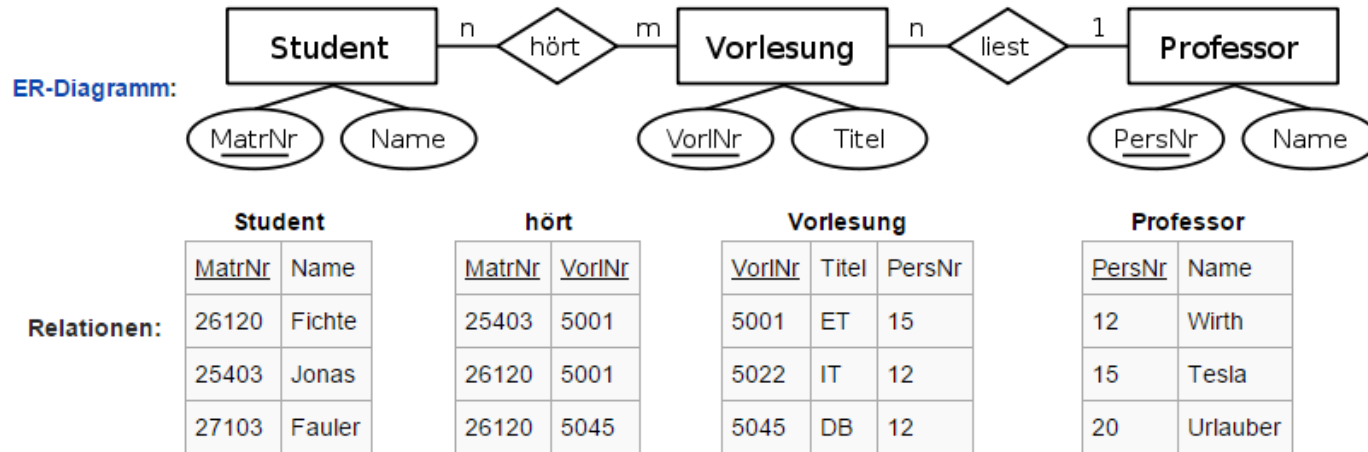 Student n hört m Vorlesung n liest 1 Professor
ER-Diagramm:
MatrNr Name VorlNr Titel PersNr Name
Student hört Vorlesung Professor
MatrNr Name MatrNr VorlNr VorlNr Titel PersNr PersNr Name
Relationen:
26120 Fichte 25403 5001 5001 ET 15 12 Wirth
25403 Jonas 26120 5001 5022 IT 12 15 Tesla
27103 Fauler 26120 5045 5045 DB 12 20 Urlauber